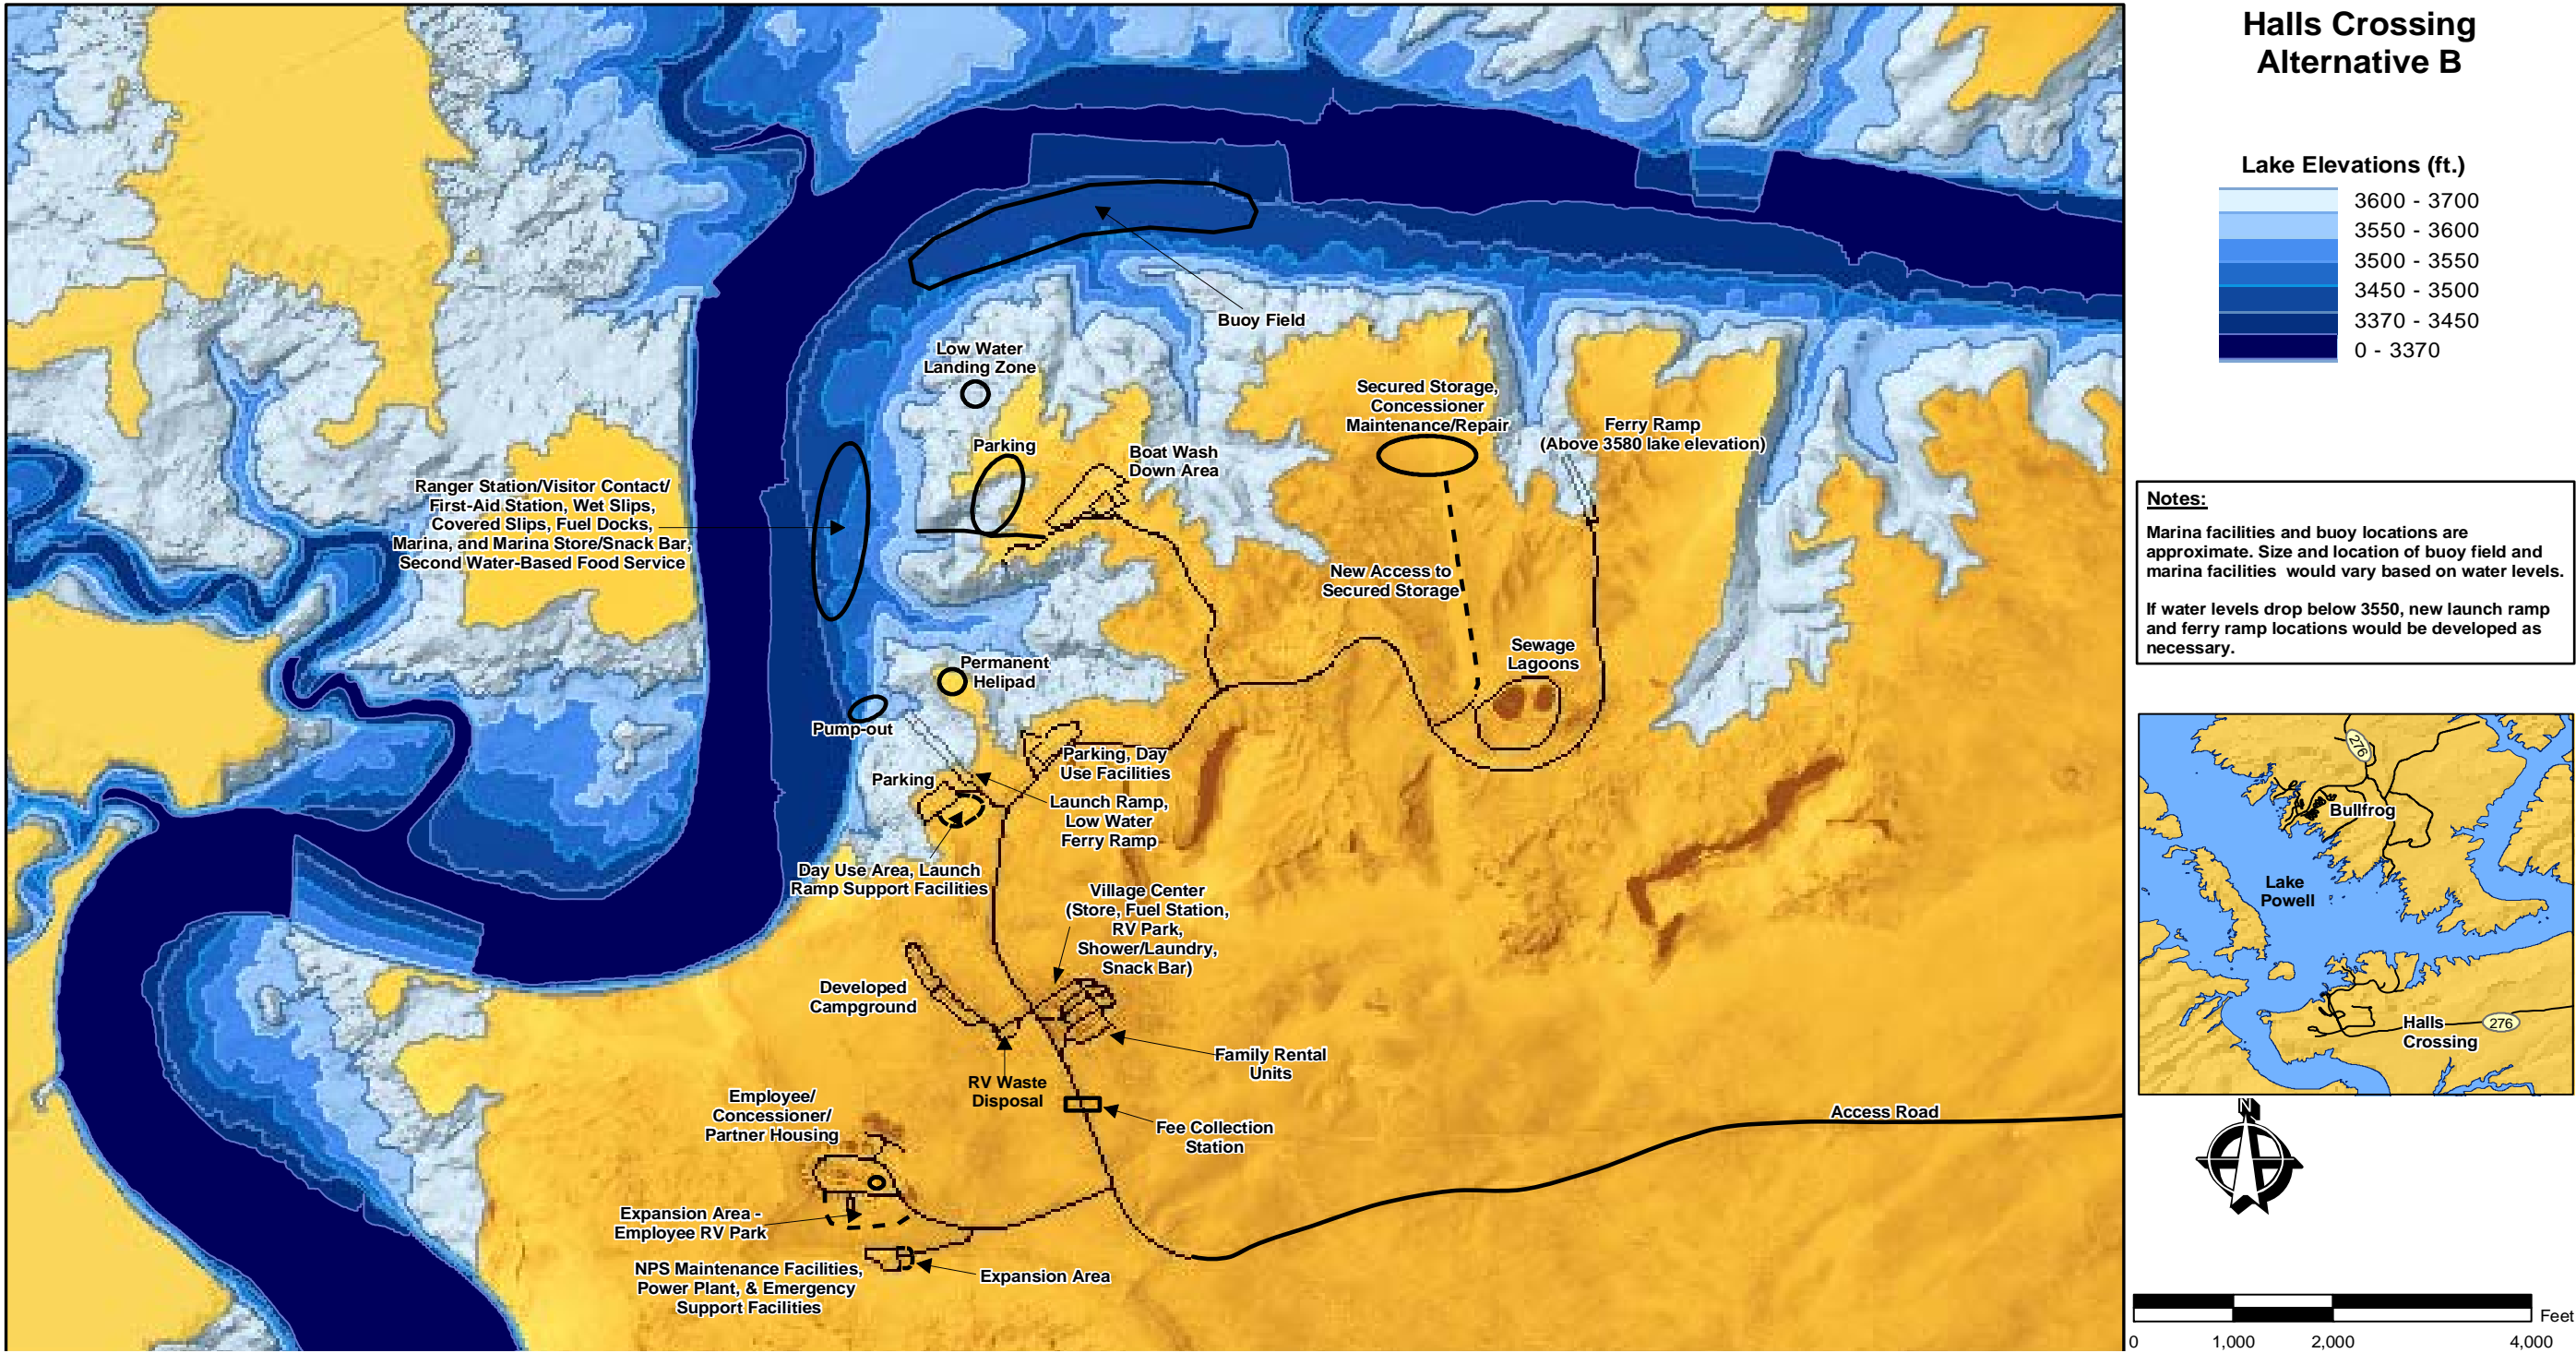 Halls Crossing
Alternative B
Lake Elevations (ft.)
3600 - 3700
3550 - 3600
3500 - 3550
3450 - 3500
3370 - 3450
0 - 3370
Notes:
Marina facilities and buoy locations are
approximate. Size and location of buoy field and
marina facilities would vary based on water levels.
If water levels drop below 3550, new launch ramp
and ferry ramp locations would be developed as
necessary.
Buoy Field
Low Water
Landing Zone
Parking
Boat Wash
Down Area
Secured Storage,
Concessioner
Maintenance/Repair
Ferry Ramp
(Above 3580 lake elevation)
Ranger Station/Visitor Contact/
First-Aid Station, Wet Slips,
Covered Slips, Fuel Docks,
Marina, and Marina Store/Snack Bar,
Second Water-Based Food Service
New Access to
Secured Storage
Sewage
Lagoons
Permanent
Helipad
Pump-out
Parking
Parking, Day
Use Facilities
Launch Ramp,
Low Water
Ferry Ramp
Day Use Area, Launch
Ramp Support Facilities
Village Center
(Store, Fuel Station,
RV Park,
Shower/Laundry,
Snack Bar)
Developed
Campground
Family Rental
Units
RV Waste
Disposal
Employee/
Concessioner/
Partner Housing
Fee Collection
Station
Access Road
Expansion Area -
Employee RV Park
NPS Maintenance Facilities,
Power Plant, & Emergency
Support Facilities
Expansion Area
276
Bullfrog
Lake
Powell
Halls
Crossing
276
N
Feet
0 1,000 2,000 4,000